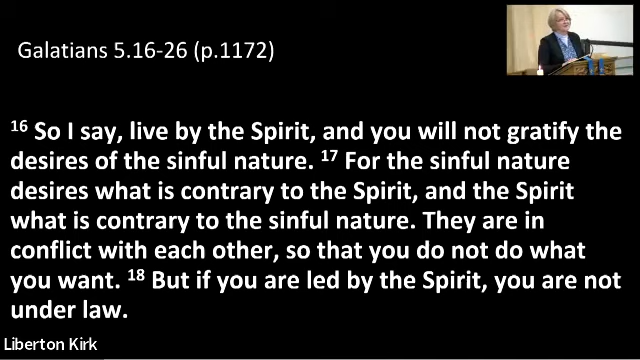 Galatians 5.16-26 (p.1172)
16 So I say, live by the Spirit, and you will not gratify the
desires of the sinful nature. 17 For the sinful nature
desires what is contrary to the Spirit, and the Spirit
what is contrary to the sinful nature. They are in
conflict with each other, so that you do not do what
you want. 18 But if you are led by the Spirit, you are not
under law.
Liberton Kirk